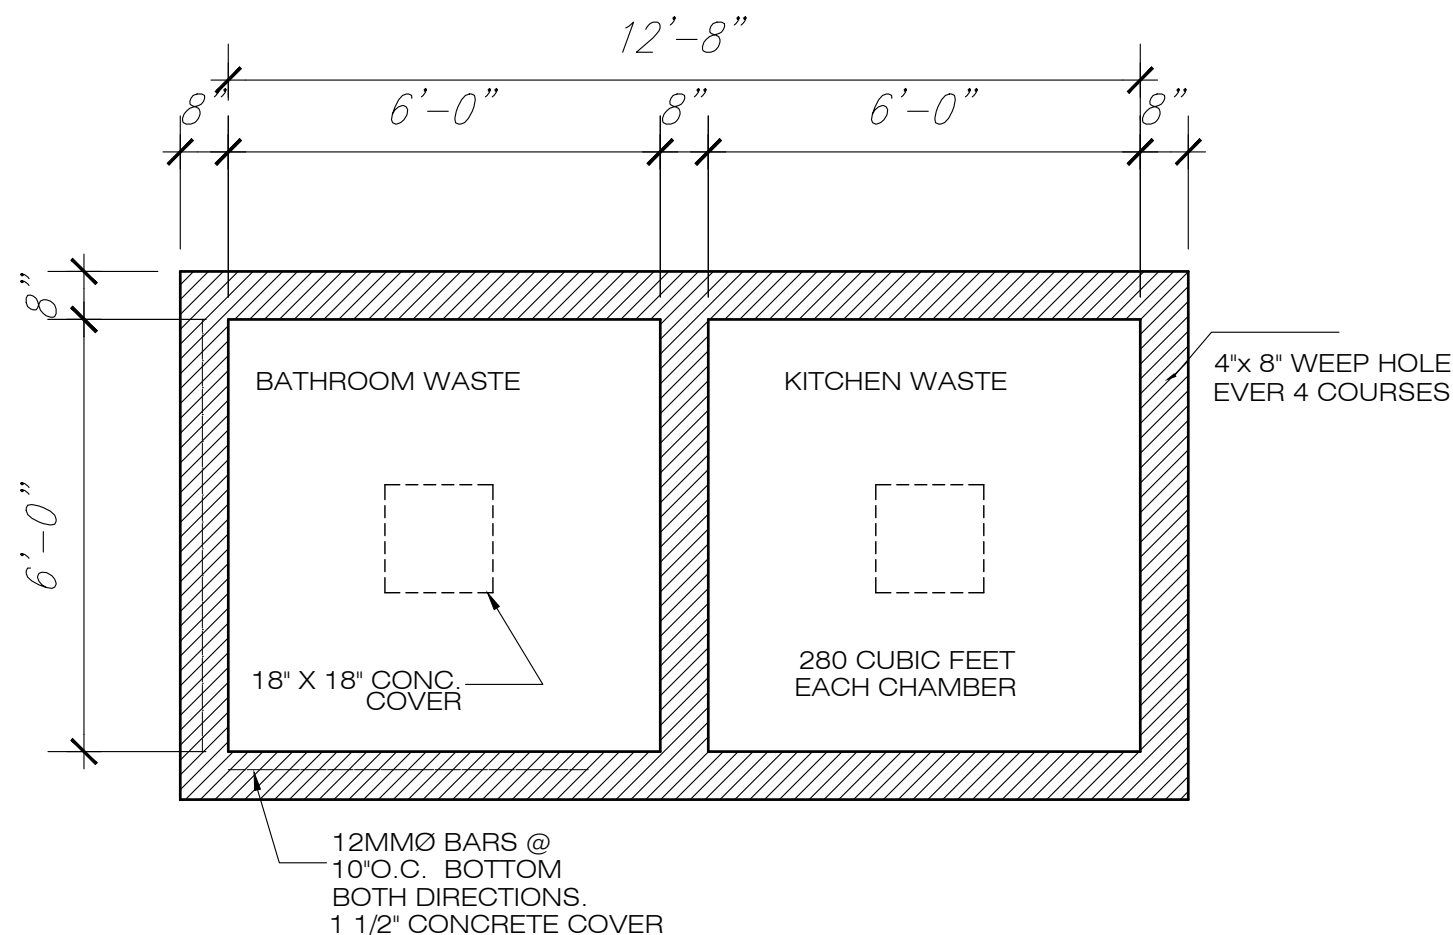 12'-8"
8" 6'-0" 8" 6'-0" 8"
8"
BATHROOM WASTE
KITCHEN WASTE
4"x 8" WEEP HOLE
EVER 4 COURSES
6'-0"
280 CUBIC FEET
EACH CHAMBER
18" X 18" CONC.
COVER
12MMØ BARS @
10"O.C. BOTTOM
BOTH DIRECTIONS.
1 1/2" CONCRETE COVER